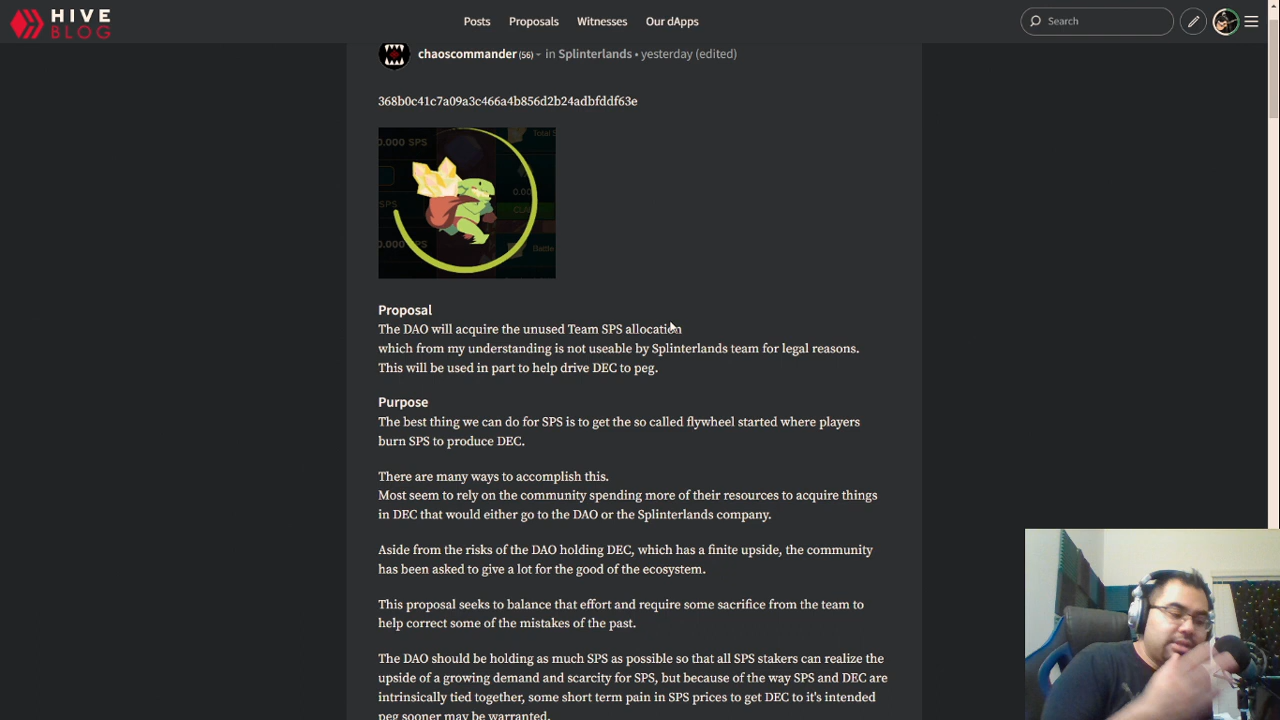 HIVE
BLOG
Posts
Proposals
Witnesses
Our dApps
Search
chaoscommander (56) in Splinterlands • yesterday (edited)
368b0c41c7a09a3c466a4b856d2b24adbfddf63e
Proposal
The DAO will acquire the unused Team SPS allocation
which from my understanding is not useable by Splinterlands team for legal reasons.
This will be used in part to help drive DEC to peg.
Purpose
The best thing we can do for SPS is to get the so called flywheel started where players
burn SPS to produce DEC.
There are many ways to accomplish this.
Most seem to rely on the community spending more of their resources to acquire things
in DEC that would either go to the DAO or the Splinterlands company.
Aside from the risks of the DAO holding DEC, which has a finite upside, the community
has been asked to give a lot for the good of the ecosystem.
This proposal seeks to balance that effort and require some sacrifice from the team to
help correct some of the mistakes of the past.
The DAO should be holding as much SPS as possible so that all SPS stakers can realize the
upside of a growing demand and scarcity for SPS, but because of the way SPS and DEC are
intrinsically tied together, some short term pain in SPS prices to get DEC to it's intended
peg sooner may be warranted.